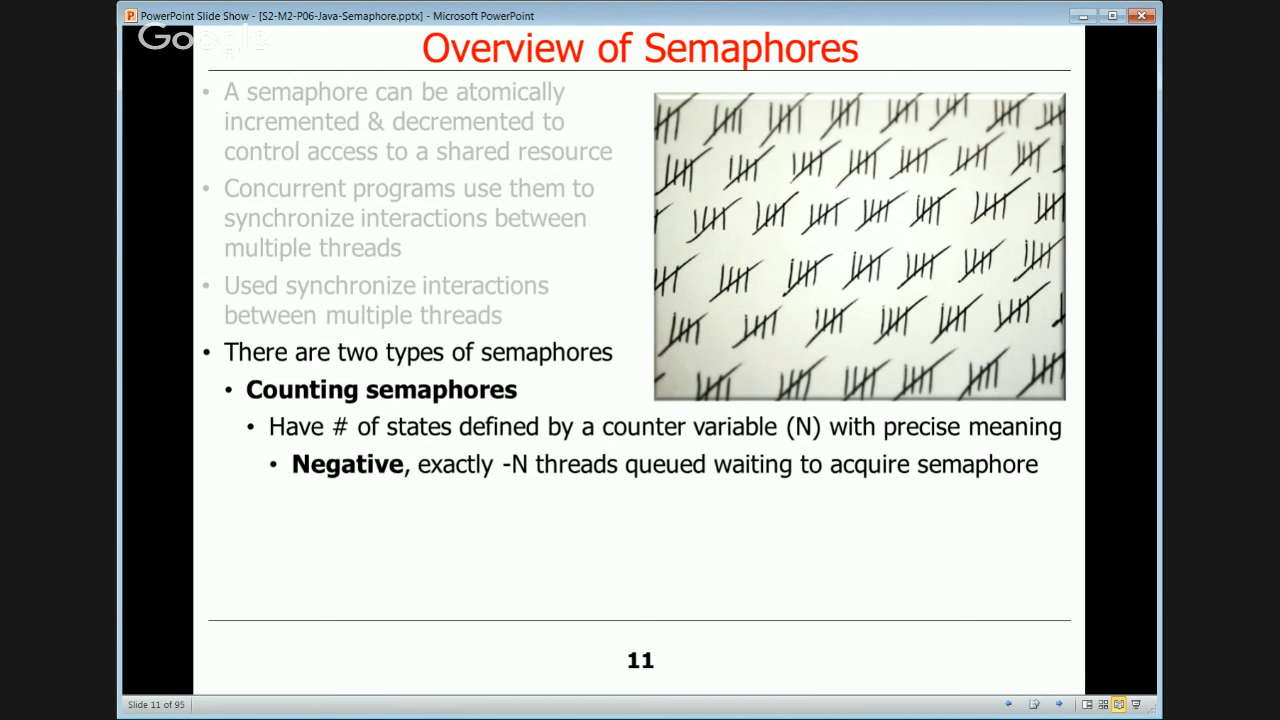 PowerPoint Slide Show - [S2-M2-P06-Java-Semaphore.pptx] - Microsoft PowerPoint
Google
Overview of Semaphores
• A semaphore can be atomically
incremented & decremented to
control access to a shared resource
• Concurrent programs use them to
synchronize interactions between
multiple threads
• Used synchronize interactions
between multiple threads
• There are two types of semaphores
• Counting semaphores
• Have # of states defined by a counter variable (N) with precise meaning
• Negative, exactly -N threads queued waiting to acquire semaphore
11
Slide 11 of 95